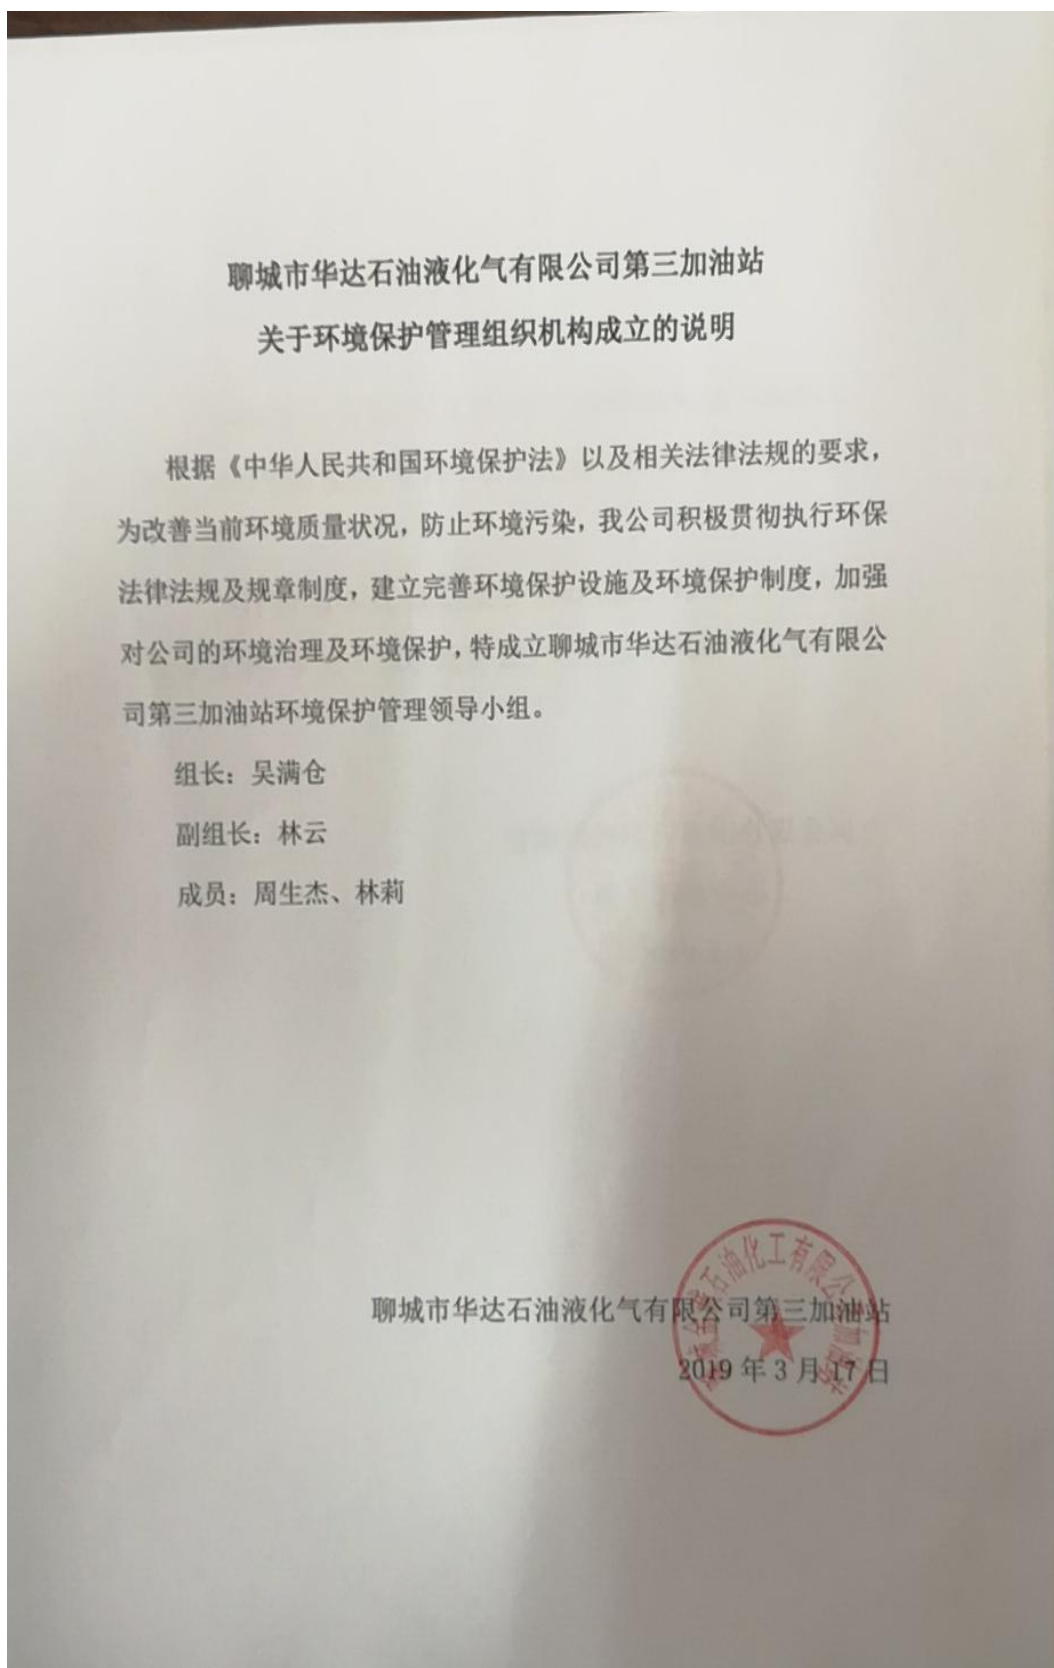 聊城市华达石油液化气有限公司第三加油站
关于环境保护管理组织机构成立的说明
根据《中华人民共和国环境保护法》以及相关法律法规的要求，
为改善当前环境质量状况，防止环境污染，我公司积极贯彻执行环保
法律法规及规章制度，建立完善环境保护设施及环境保护制度，加强
对公司的环境治理及环境保护，特成立聊城市华达石油液化气有限公
司第三加油站环境保护管理领导小组。
组长：吴满仓
副组长：林云
成员：周生杰、林莉
聊城市华达石油液化气有限公司第三加油站
2019年3月17日
石油化工有限公
加油站